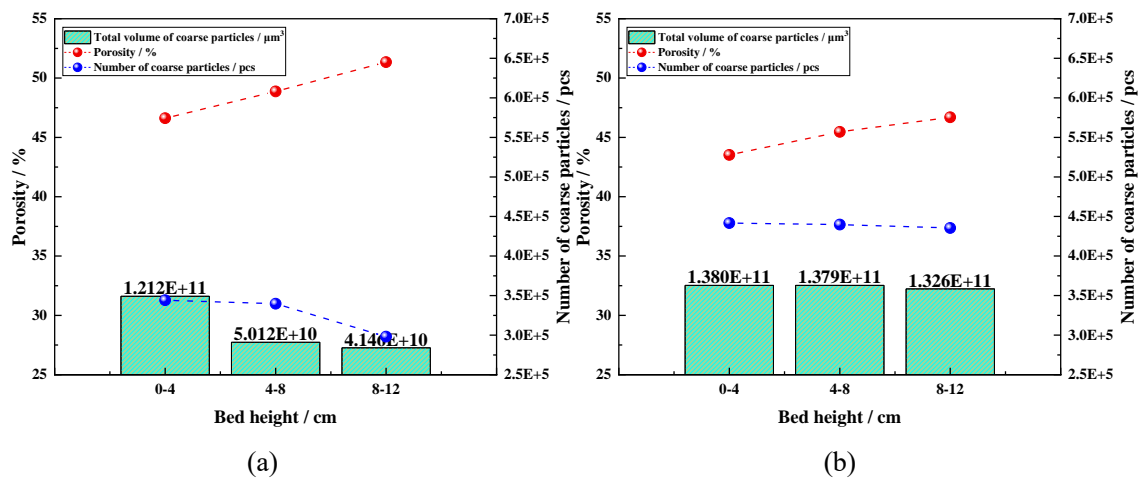 Total volume of coarse particles / μm³
Porosity / %
Number of coarse particles / pcs
55
50
45
40
35
30
25
Porosity / %
7.0E+5
6.5E+5
6.0E+5
5.5E+5
5.0E+5
4.5E+5
4.0E+5
3.5E+5
3.0E+5
2.5E+5
Number of coarse particles / pcs
1.212E+11
5.012E+10
4.146E+10
0-4
4-8
8-12
Bed height / cm
(a)
Total volume of coarse particles / μm³
Porosity / %
Number of coarse particles / pcs
55
50
45
40
35
30
25
Porosity / %
7.0E+5
6.5E+5
6.0E+5
5.5E+5
5.0E+5
4.5E+5
4.0E+5
3.5E+5
3.0E+5
2.5E+5
Number of coarse particles / pcs
1.380E+11
1.379E+11
1.326E+11
0-4
4-8
8-12
Bed height / cm
(b)